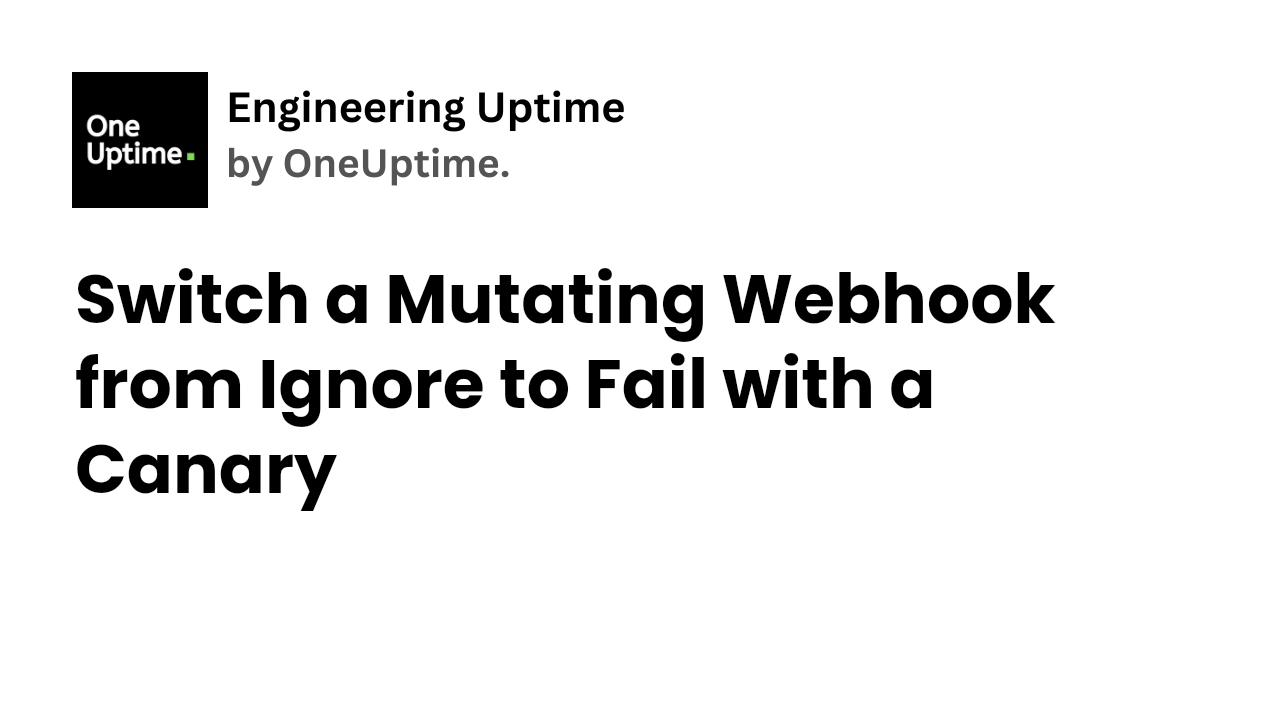 One
Uptime.
Engineering Uptime
by OneUptime.
Switch a Mutating Webhook
from Ignore to Fail with a
Canary